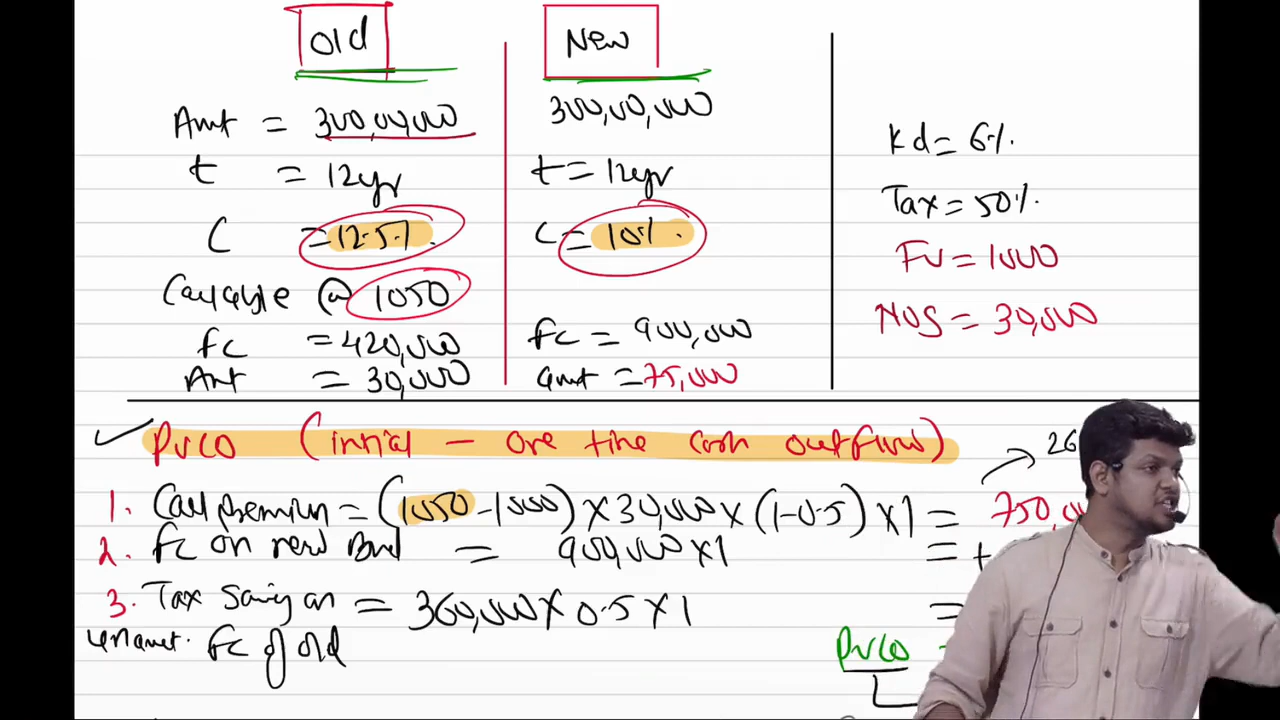 Old
New
Amt = 300,00,000
300,00,000
t = 12yr
t = 12yr
C = 12.5%
C = 10%.
Callable @ 1050
fc = 420,000
fc = 900,000
Amt = 30,000
amt = 75,000
kd = 6%.
Tax = 50%.
FV = 1000
NOS = 30,000
PVCO (initial - one time cash outflow)
26
1. Call premium = (1050 - 1000) × 30,000 × (1-0.5) × 1 = 750,0
2. fc on new Bond = 900,000 × 1 = +
3. Tax saving on = 360,000 × 0.5 × 1 =
unamort. fc of old
PVCO